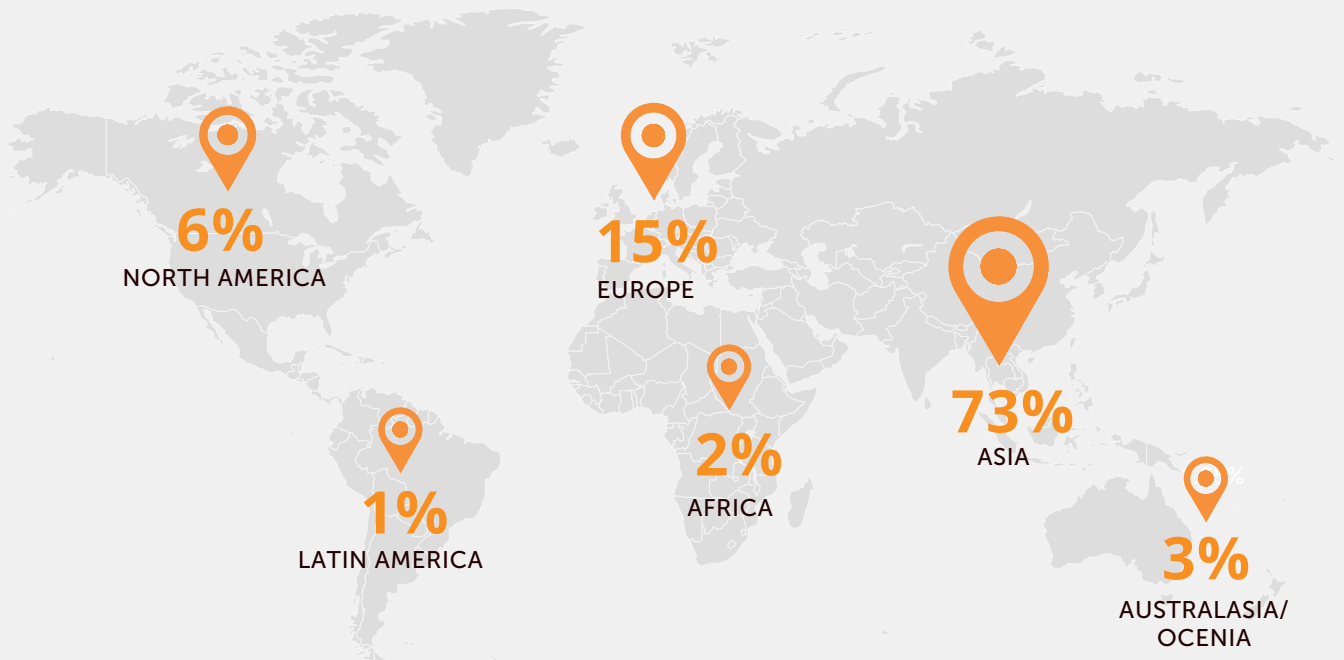 6%
NORTH AMERICA
15%
EUROPE
73%
ASIA
2%
AFRICA
1%
LATIN AMERICA
%
3%
AUSTRALASIA/
OCENIA